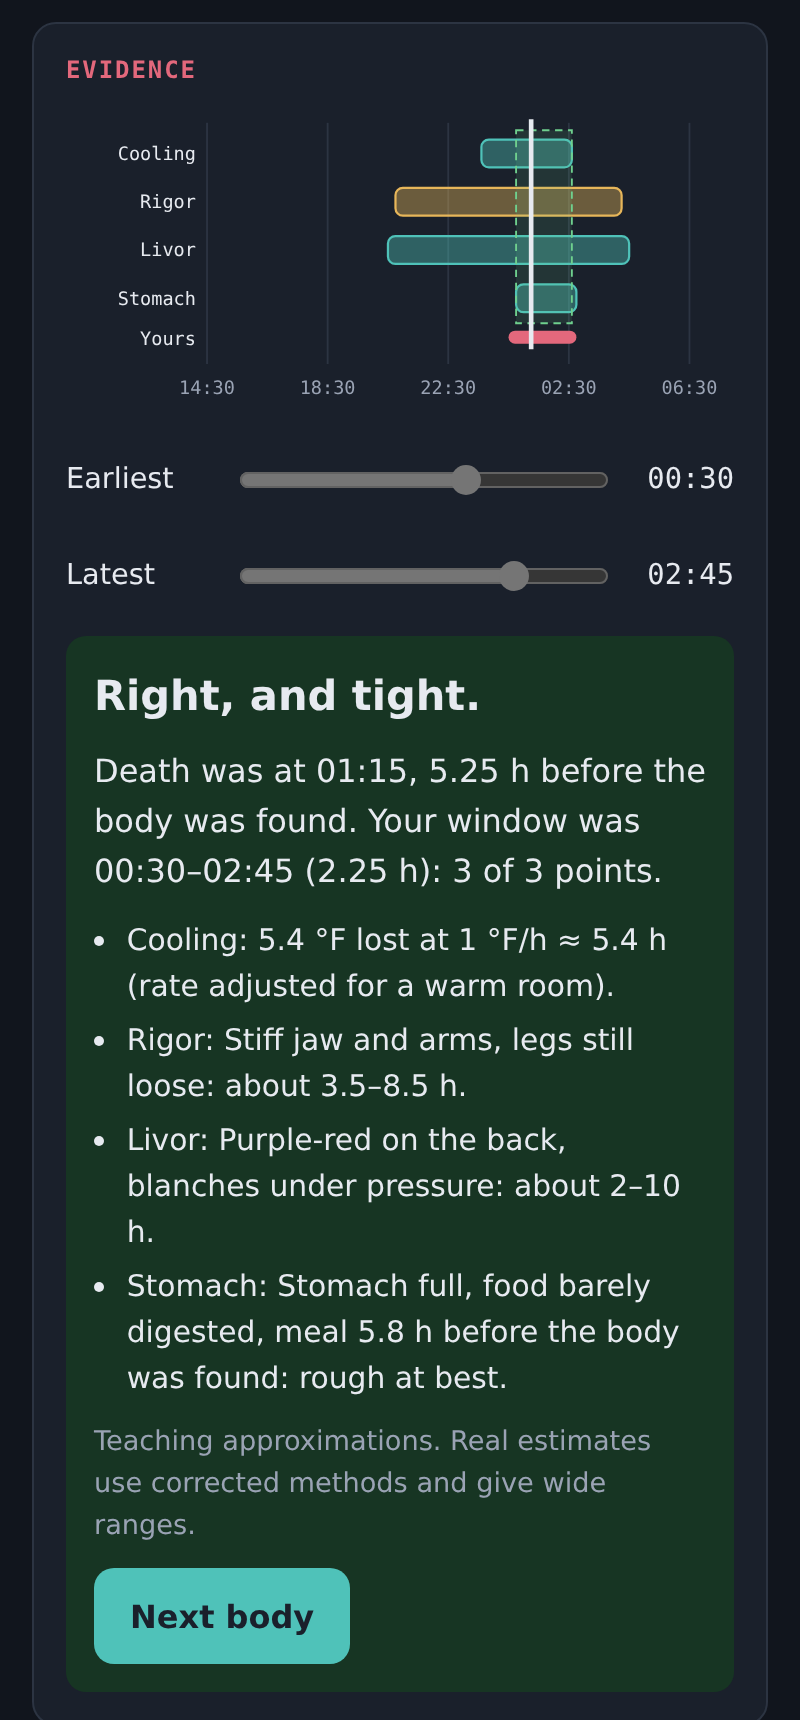 EVIDENCE
Cooling
Rigor
Livor
Stomach
Yours
14:30 18:30 22:30 02:30 06:30
Earliest 00:30
Latest 02:45
Right, and tight.
Death was at 01:15, 5.25 h before the
body was found. Your window was
00:30–02:45 (2.25 h): 3 of 3 points.
• Cooling: 5.4 °F lost at 1 °F/h ≈ 5.4 h
(rate adjusted for a warm room).
• Rigor: Stiff jaw and arms, legs still
loose: about 3.5–8.5 h.
• Livor: Purple-red on the back,
blanches under pressure: about 2–10
h.
• Stomach: Stomach full, food barely
digested, meal 5.8 h before the body
was found: rough at best.
Teaching approximations. Real estimates
use corrected methods and give wide
ranges.
Next body